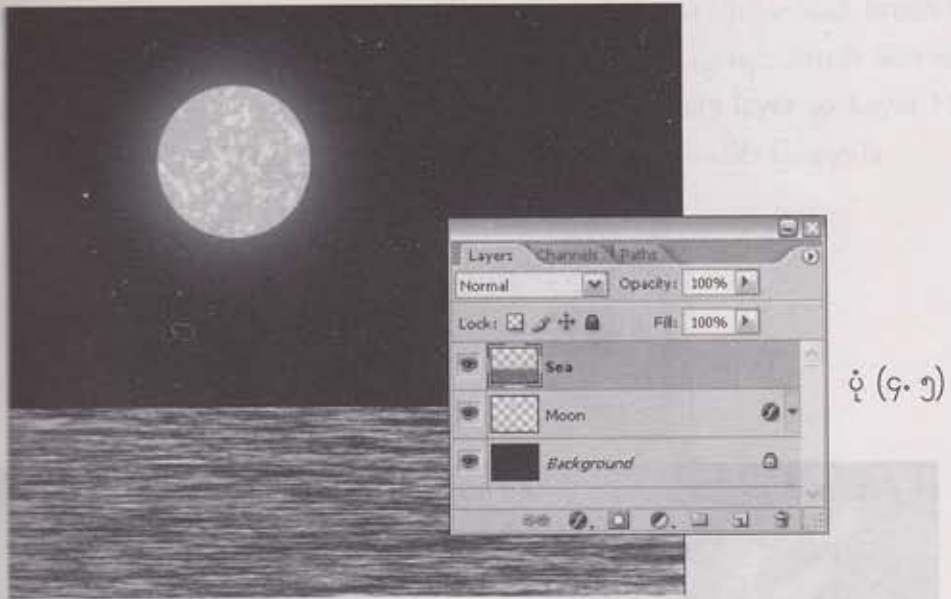 Layers Channels Paths
Normal Opacity: 100%
Lock: Fill: 100%
Sea
Moon
Background
ပုံ (၄.၅)